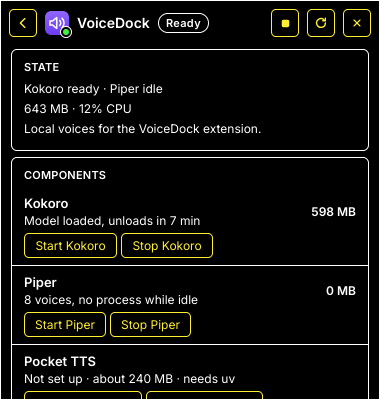 VoiceDock Ready
STATE
Kokoro ready · Piper idle
643 MB · 12% CPU
Local voices for the VoiceDock extension.
COMPONENTS
Kokoro
598 MB
Model loaded, unloads in 7 min
Start Kokoro Stop Kokoro
Piper
0 MB
8 voices, no process while idle
Start Piper Stop Piper
Pocket TTS
Not set up · about 240 MB · needs uv